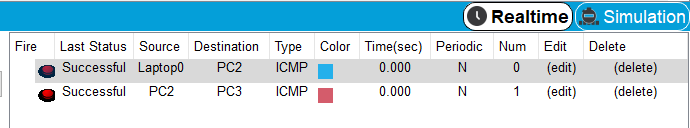 Realtime Simulation
Fire Last Status Source Destination Type Color Time(sec) Periodic Num Edit Delete
Successful Laptop0 PC2 ICMP 0.000 N 0 (edit) (delete)
Successful PC2 PC3 ICMP 0.000 N 1 (edit) (delete)